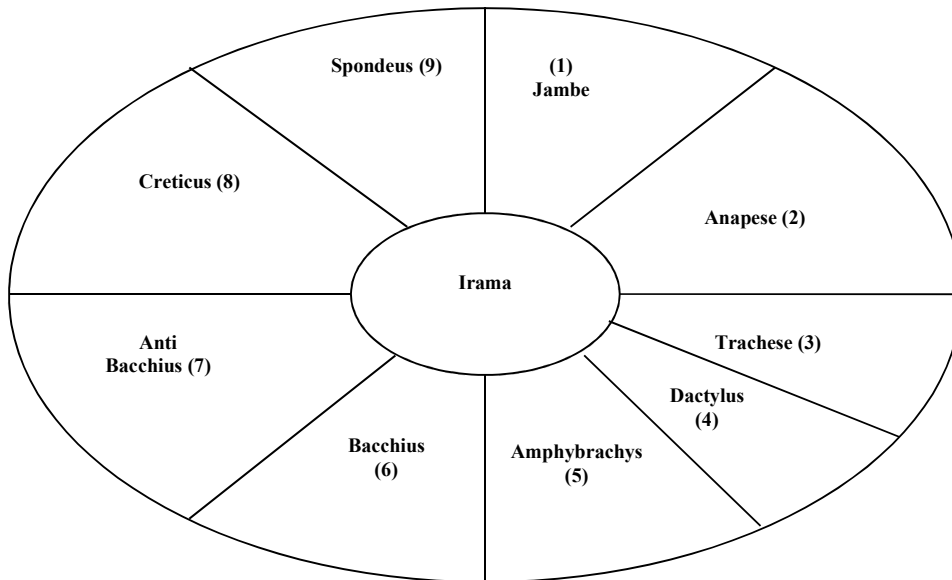 Spondeus (9)
(1)
Jambe
Creticus (8)
Anapese (2)
Irama
Anti
Bacchius (7)
Trachese (3)
Dactylus
(4)
Bacchius
(6)
Amphybrachys
(5)